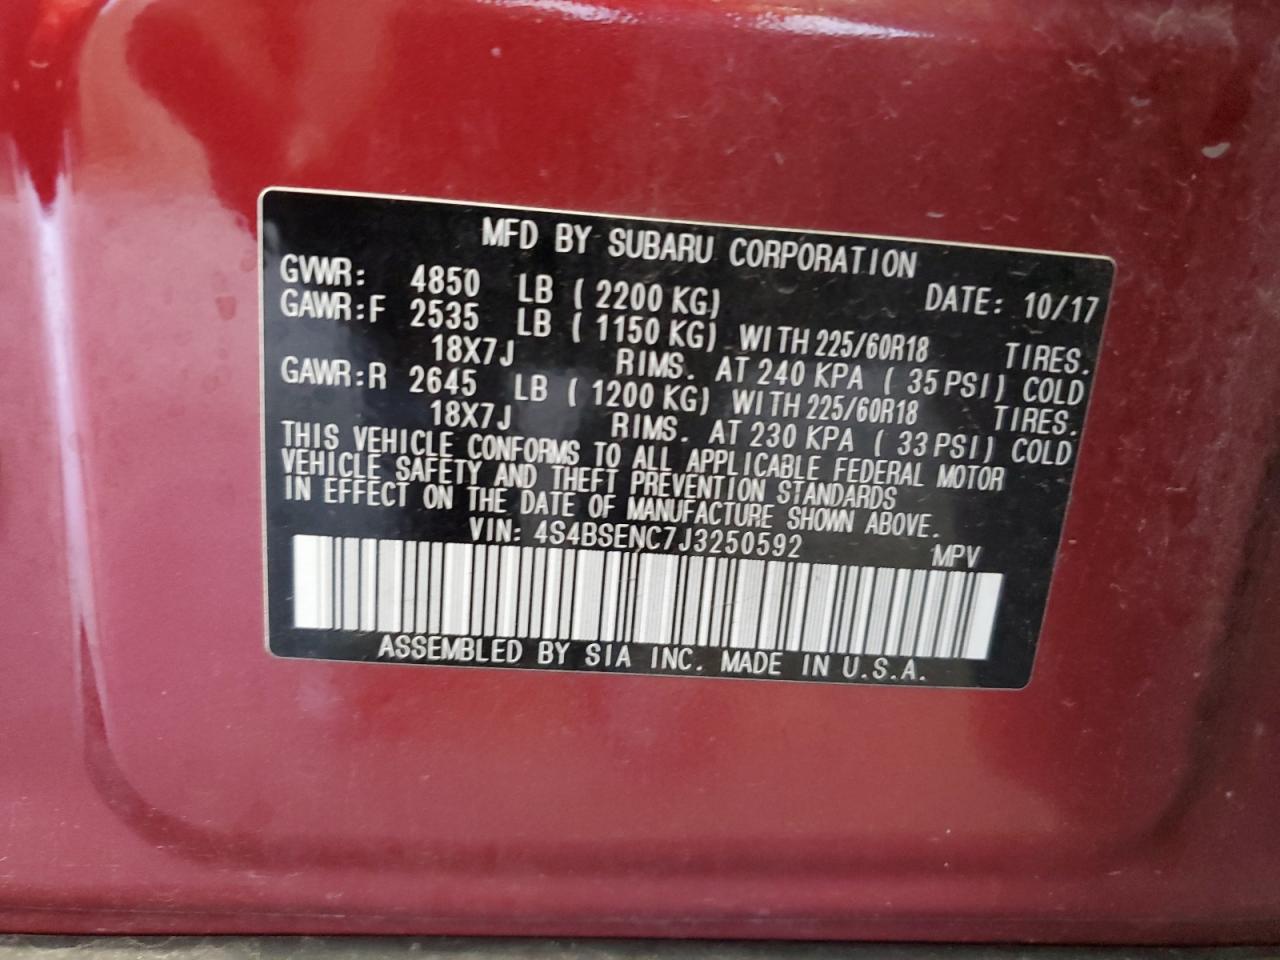 MFD BY SUBARU CORPORATION
GVWR: 4850 LB ( 2200 KG) DATE: 10/17
GAWR:F 2535 LB ( 1150 KG) WITH 225/60R18 TIRES.
18X7J RIMS. AT 240 KPA ( 35 PSI) COLD
GAWR:R 2645 LB ( 1200 KG) WITH 225/60R18 TIRES.
18X7J RIMS. AT 230 KPA ( 33 PSI) COLD
THIS VEHICLE CONFORMS TO ALL APPLICABLE FEDERAL MOTOR
VEHICLE SAFETY AND THEFT PREVENTION STANDARDS
IN EFFECT ON THE DATE OF MANUFACTURE SHOWN ABOVE.
VIN: 4S4BSENC7J3250592 MPV
ASSEMBLED BY SIA INC. MADE IN U.S.A.